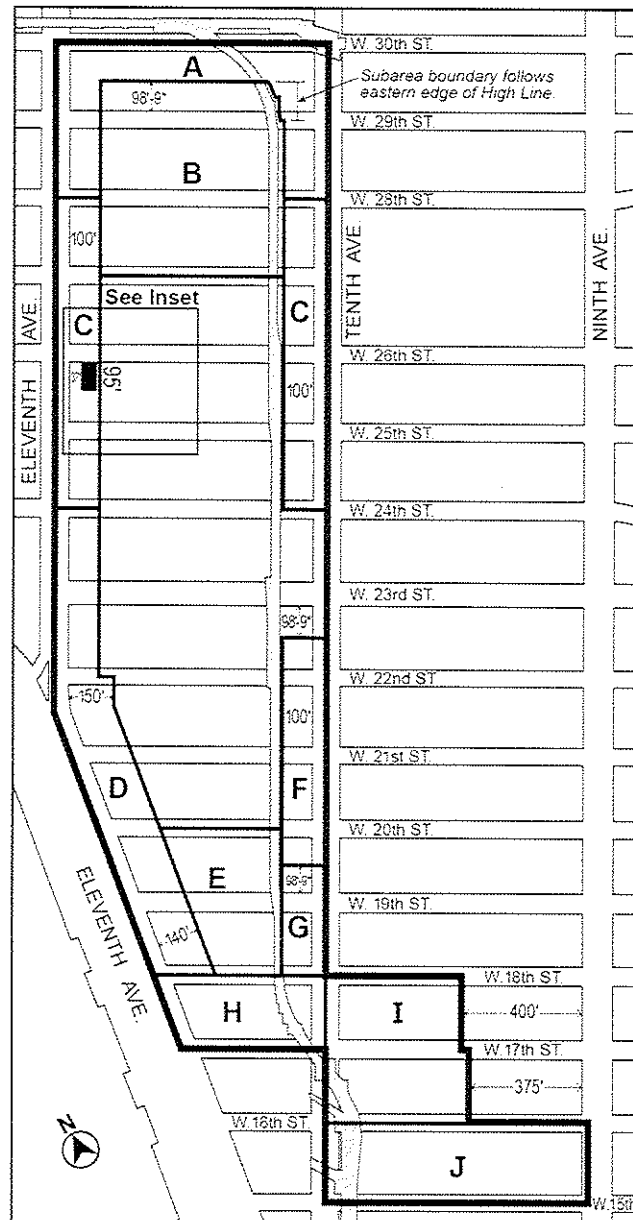 W. 30th ST.
A
Subarea boundary follows
eastern edge of High Line.
98'-9"
W. 29th ST.
B
W. 28th ST.
100'
TENTH AVE.
NINTH AVE.
See Inset
ELEVENTH AVE.
C
C
W. 26th ST.
95'
100'
W. 25th ST.
W. 24th ST.
W. 23rd ST.
98'-9"
W. 22nd ST
150'
100'
W. 21st ST.
D
F
W. 20th ST.
E
98'-9"
W. 19th ST.
G
140'
ELEVENTH AVE.
W.18th ST.
H
I
400'
W.17th ST.
375'
W.16th ST.
J
W.15th
N